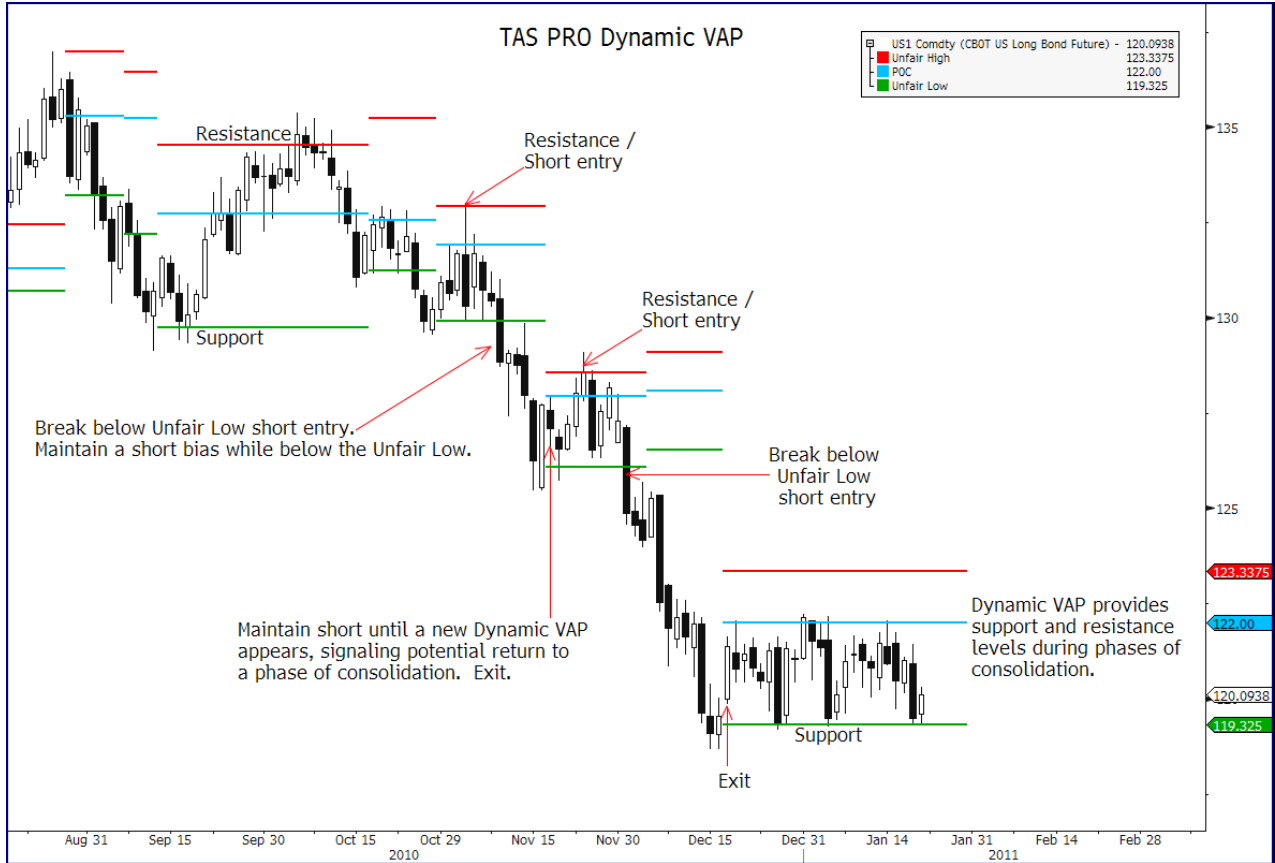 TAS PRO Dynamic VAP
US1 Comdty (CBOT US Long Bond Future) - 120.0938
Unfair High 123.3375
POC 122.00
Unfair Low 119.325
Resistance
Resistance /
Short entry
Support
Resistance /
Short entry
Break below Unfair Low short entry.
Maintain a short bias while below the Unfair Low.
Break below
Unfair Low
short entry
Maintain short until a new Dynamic VAP
appears, signaling potential return to
a phase of consolidation. Exit.
Dynamic VAP provides
support and resistance
levels during phases of
consolidation.
Support
Exit
135
130
125
123.3375
122.00
120.0938
119.325
Aug 31 Sep 15 Sep 30 Oct 15 Oct 29 Nov 15 Nov 30 Dec 15 Dec 31 Jan 14 Jan 31 Feb 14 Feb 28
2010 2011